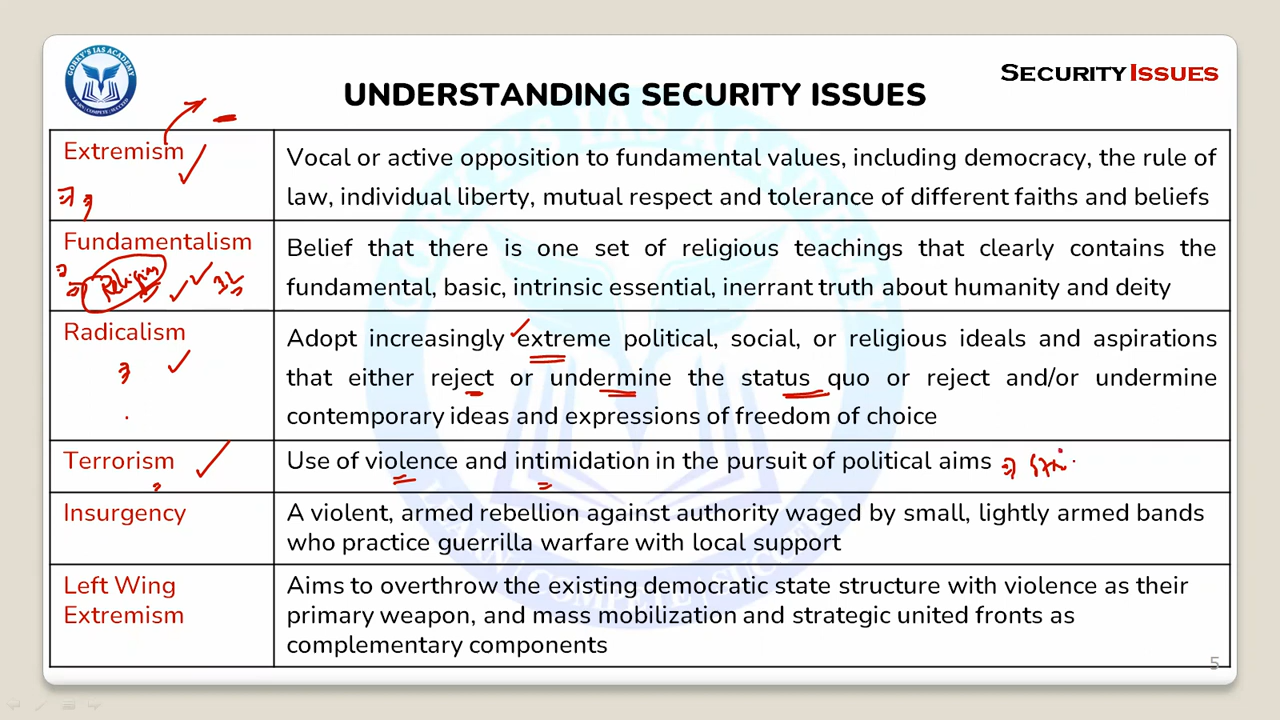 GORKY'S IAS ACADEMY
LEARN - COMPETE - SUCCEED
SECURITY ISSUES
UNDERSTANDING SECURITY ISSUES
Extremism
Vocal or active opposition to fundamental values, including democracy, the rule of
law, individual liberty, mutual respect and tolerance of different faiths and beliefs
Fundamentalism
Religion
Belief that there is one set of religious teachings that clearly contains the
fundamental, basic, intrinsic essential, inerrant truth about humanity and deity
Radicalism
Adopt increasingly extreme political, social, or religious ideals and aspirations
that either reject or undermine the status quo or reject and/or undermine
contemporary ideas and expressions of freedom of choice
Terrorism
Use of violence and intimidation in the pursuit of political aims
Insurgency
A violent, armed rebellion against authority waged by small, lightly armed bands
who practice guerrilla warfare with local support
Left Wing
Extremism
Aims to overthrow the existing democratic state structure with violence as their
primary weapon, and mass mobilization and strategic united fronts as
complementary components
5